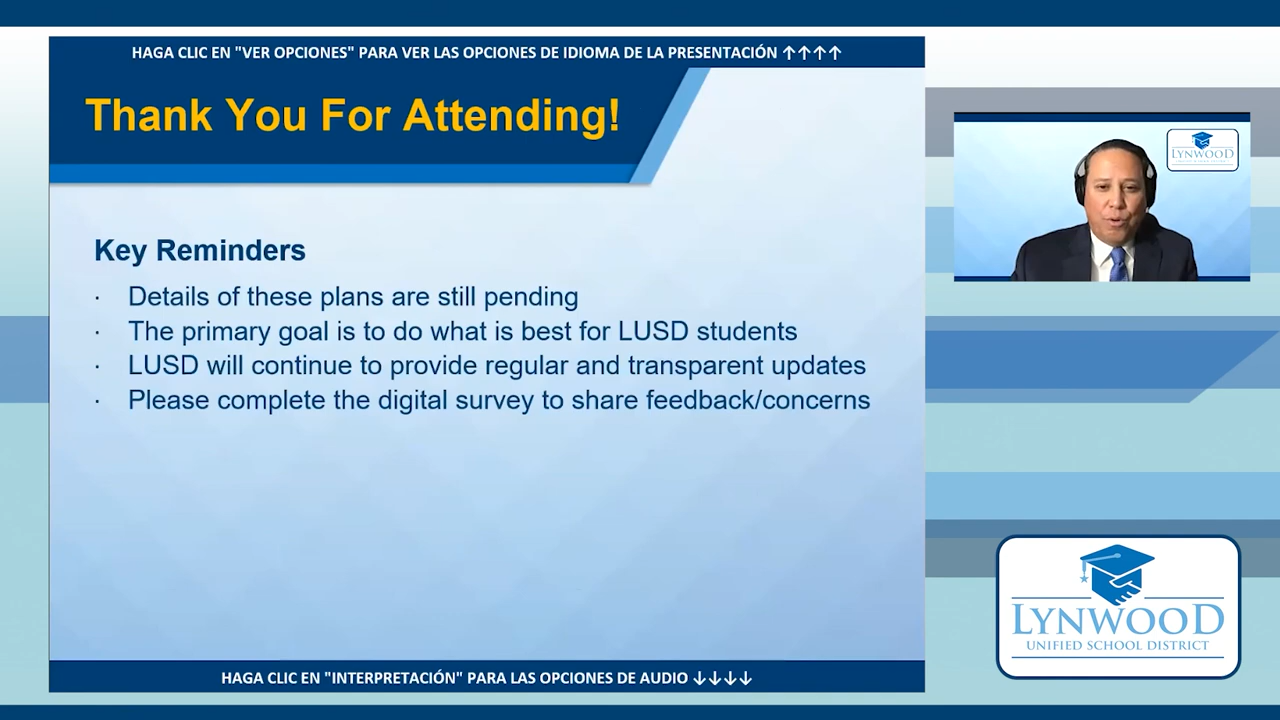 HAGA CLIC EN "VER OPCIONES" PARA VER LAS OPCIONES DE IDIOMA DE LA PRESENTACIÓN ↑↑↑↑
Thank You For Attending!
Key Reminders
· Details of these plans are still pending
· The primary goal is to do what is best for LUSD students
· LUSD will continue to provide regular and transparent updates
· Please complete the digital survey to share feedback/concerns
HAGA CLIC EN "INTERPRETACIÓN" PARA LAS OPCIONES DE AUDIO ↓↓↓↓
LYNWOOD
LYNWOOD
UNIFIED SCHOOL DISTRICT